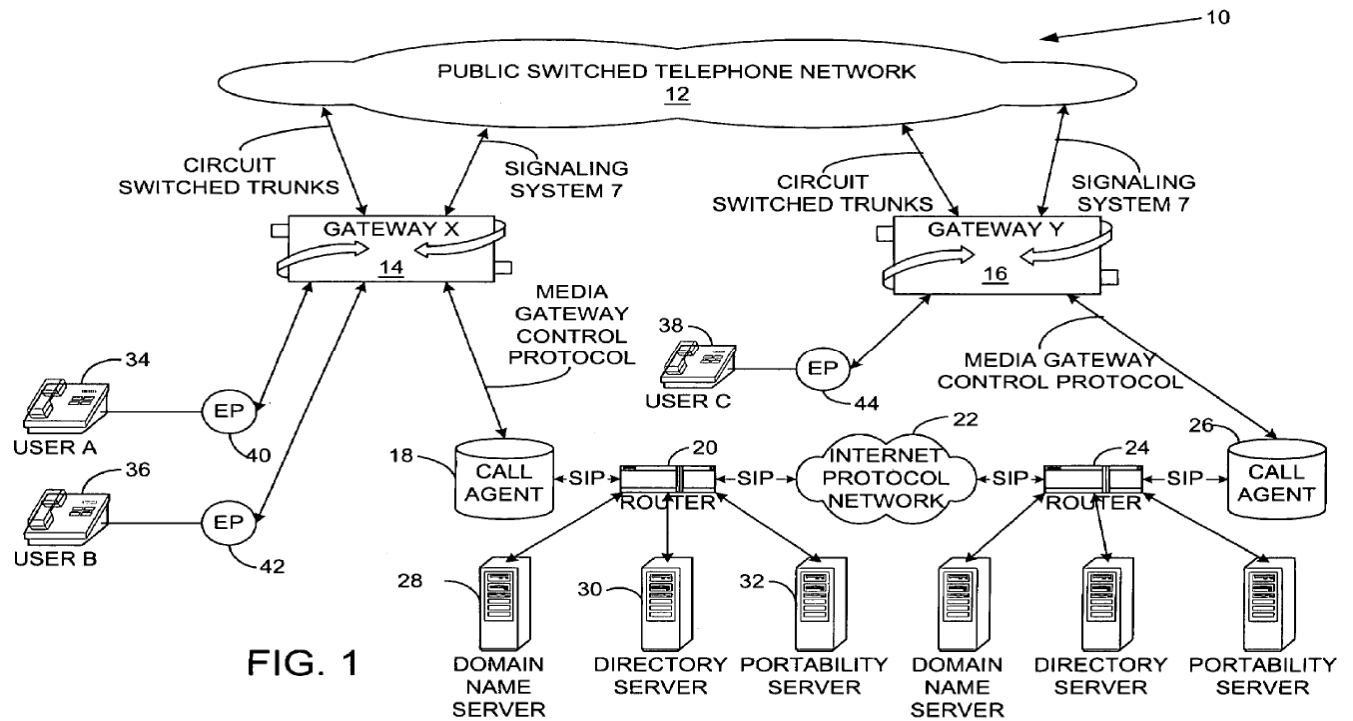 10
PUBLIC SWITCHED TELEPHONE NETWORK
12
CIRCUIT
SWITCHED TRUNKS
SIGNALING
SYSTEM 7
CIRCUIT
SWITCHED TRUNKS
SIGNALING
SYSTEM 7
GATEWAY X
14
GATEWAY Y
16
MEDIA
GATEWAY
CONTROL
PROTOCOL
MEDIA GATEWAY
CONTROL PROTOCOL
34
USER A
EP
40
36
USER B
EP
42
38
USER C
EP
44
18
CALL
AGENT
SIP
20
ROUTER
SIP
22
INTERNET
PROTOCOL
NETWORK
SIP
24
ROUTER
SIP
26
CALL
AGENT
28
DOMAIN
NAME
SERVER
30
DIRECTORY
SERVER
32
PORTABILITY
SERVER
DOMAIN
NAME
SERVER
DIRECTORY
SERVER
PORTABILITY
SERVER
FIG. 1